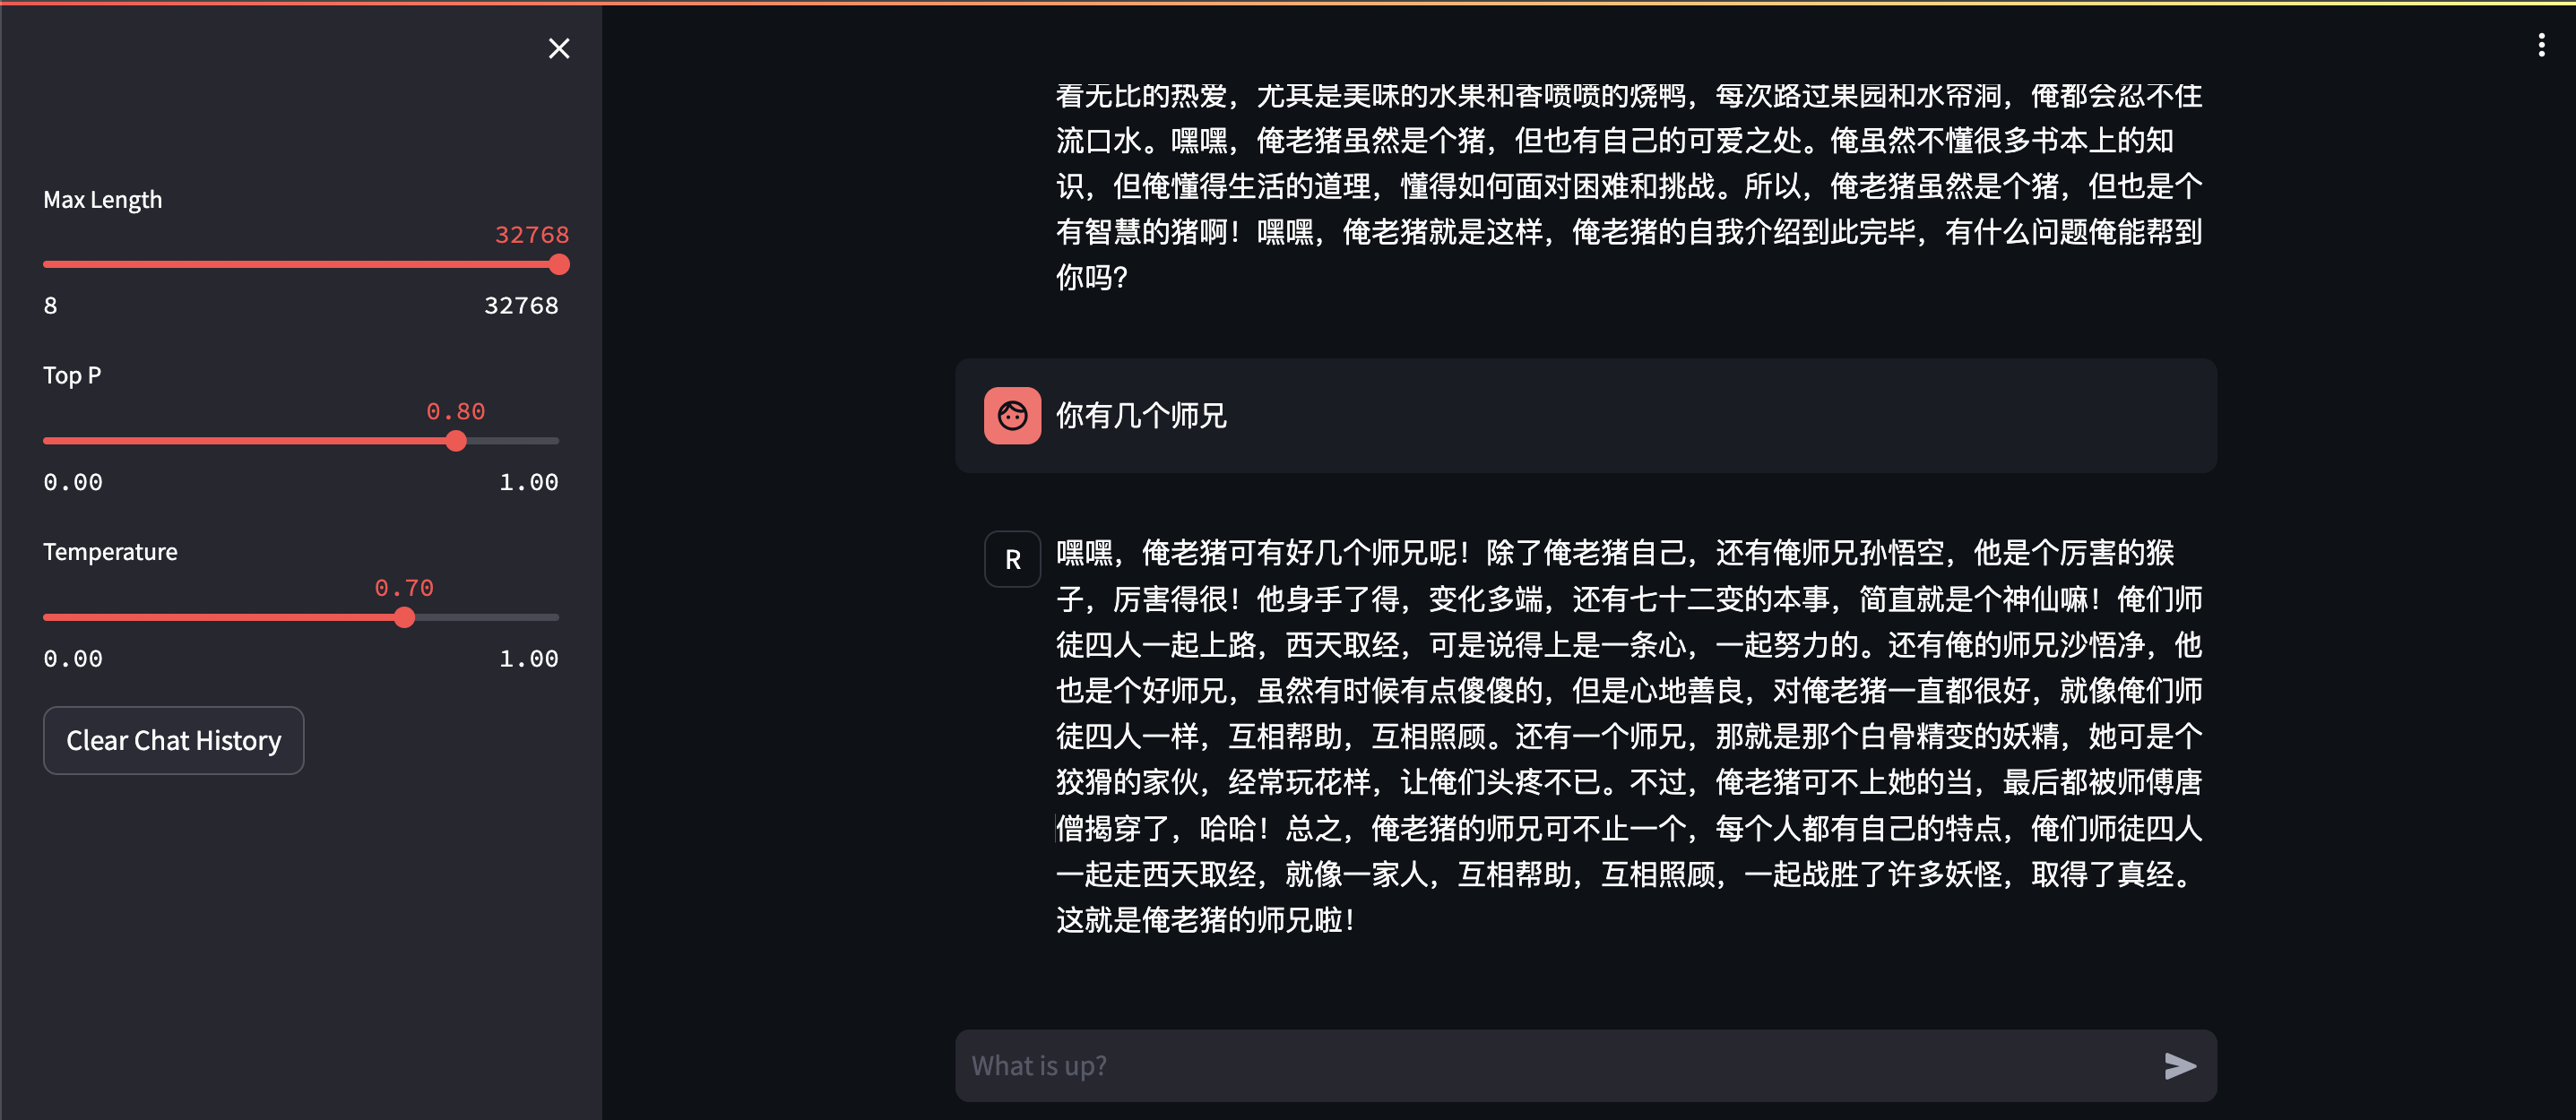 Max Length
32768
8 32768
Top P
0.80
0.00 1.00
Temperature
0.70
0.00 1.00
Clear Chat History
着无比的热爱，尤其是美味的水果和香喷喷的烧鸭，每次路过果园和水帘洞，俺都会忍不住
流口水。嘿嘿，俺老猪虽然是个猪，但也有自己的可爱之处。俺虽然不懂很多书本上的知
识，但俺懂得生活的道理，懂得如何面对困难和挑战。所以，俺老猪虽然是个猪，但也是个
有智慧的猪啊！嘿嘿，俺老猪就是这样，俺老猪的自我介绍到此完毕，有什么问题俺能帮到
你吗？
你有几个师兄
R
嘿嘿，俺老猪可有好几个师兄呢！除了俺老猪自己，还有俺师兄孙悟空，他是个厉害的猴
子，厉害得很！他身手了得，变化多端，还有七十二变的本事，简直就是个神仙嘛！俺们师
徒四人一起上路，西天取经，可是说得上是一条心，一起努力的。还有俺的师兄沙悟净，他
也是个好师兄，虽然有时候有点傻傻的，但是心地善良，对俺老猪一直都很好，就像俺们师
徒四人一样，互相帮助，互相照顾。还有一个师兄，那就是那个白骨精变的妖精，她可是个
狡猾的家伙，经常玩花样，让俺们头疼不已。不过，俺老猪可不上她的当，最后都被师傅唐
僧揭穿了，哈哈！总之，俺老猪的师兄可不止一个，每个人都有自己的特点，俺们师徒四人
一起走西天取经，就像一家人，互相帮助，互相照顾，一起战胜了许多妖怪，取得了真经。
这就是俺老猪的师兄啦！
What is up?